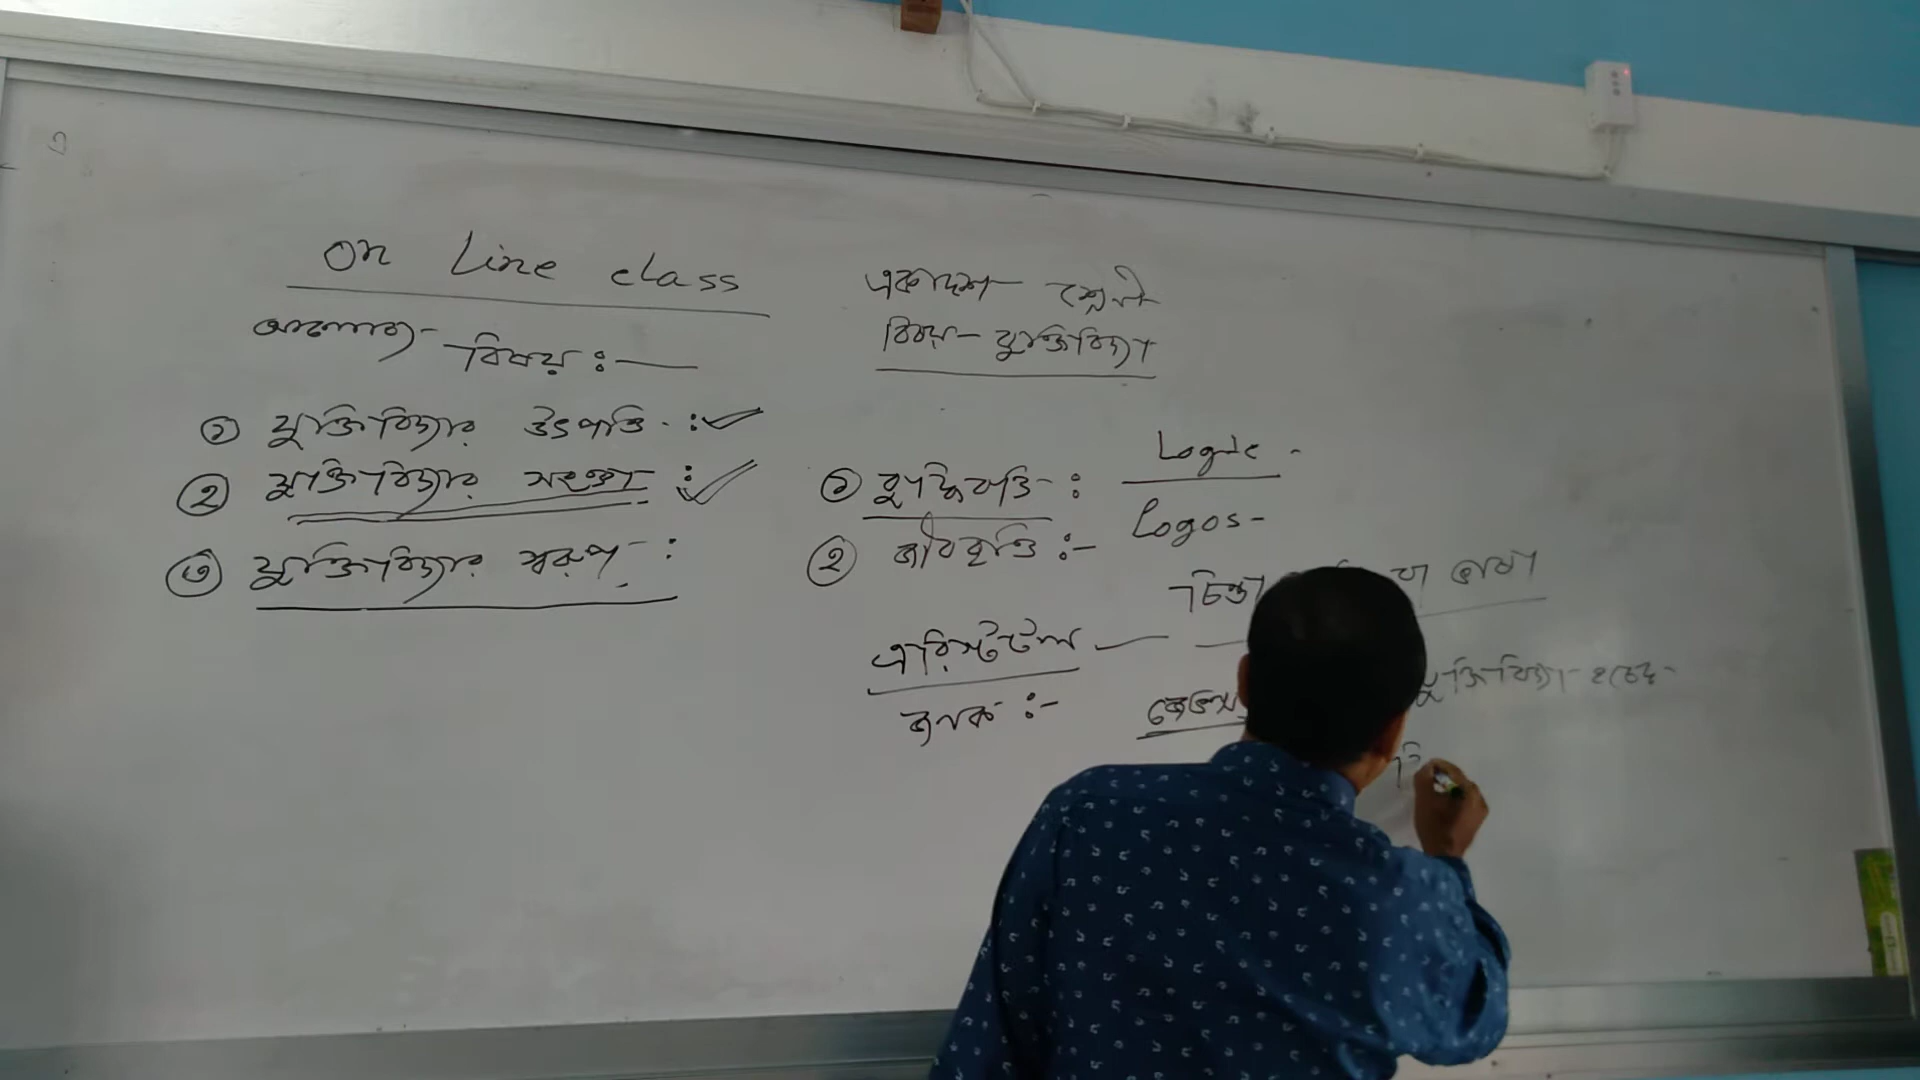 On Line class
আলোচ্য বিষয় :—
① যুক্তিবিদ্যার উৎপত্তি :
② যুক্তিবিদ্যার সংজ্ঞা :
③ যুক্তিবিদ্যার স্বরূপ :
একাদশ শ্রেণী
বিষয় - যুক্তিবিদ্যা
① বুৎপত্তি :
Logic -
Logos -
②
চিন্তা বা ভাষা
এরিস্টটল —
জনক :-
যুক্তিবিদ্যা হচ্ছে